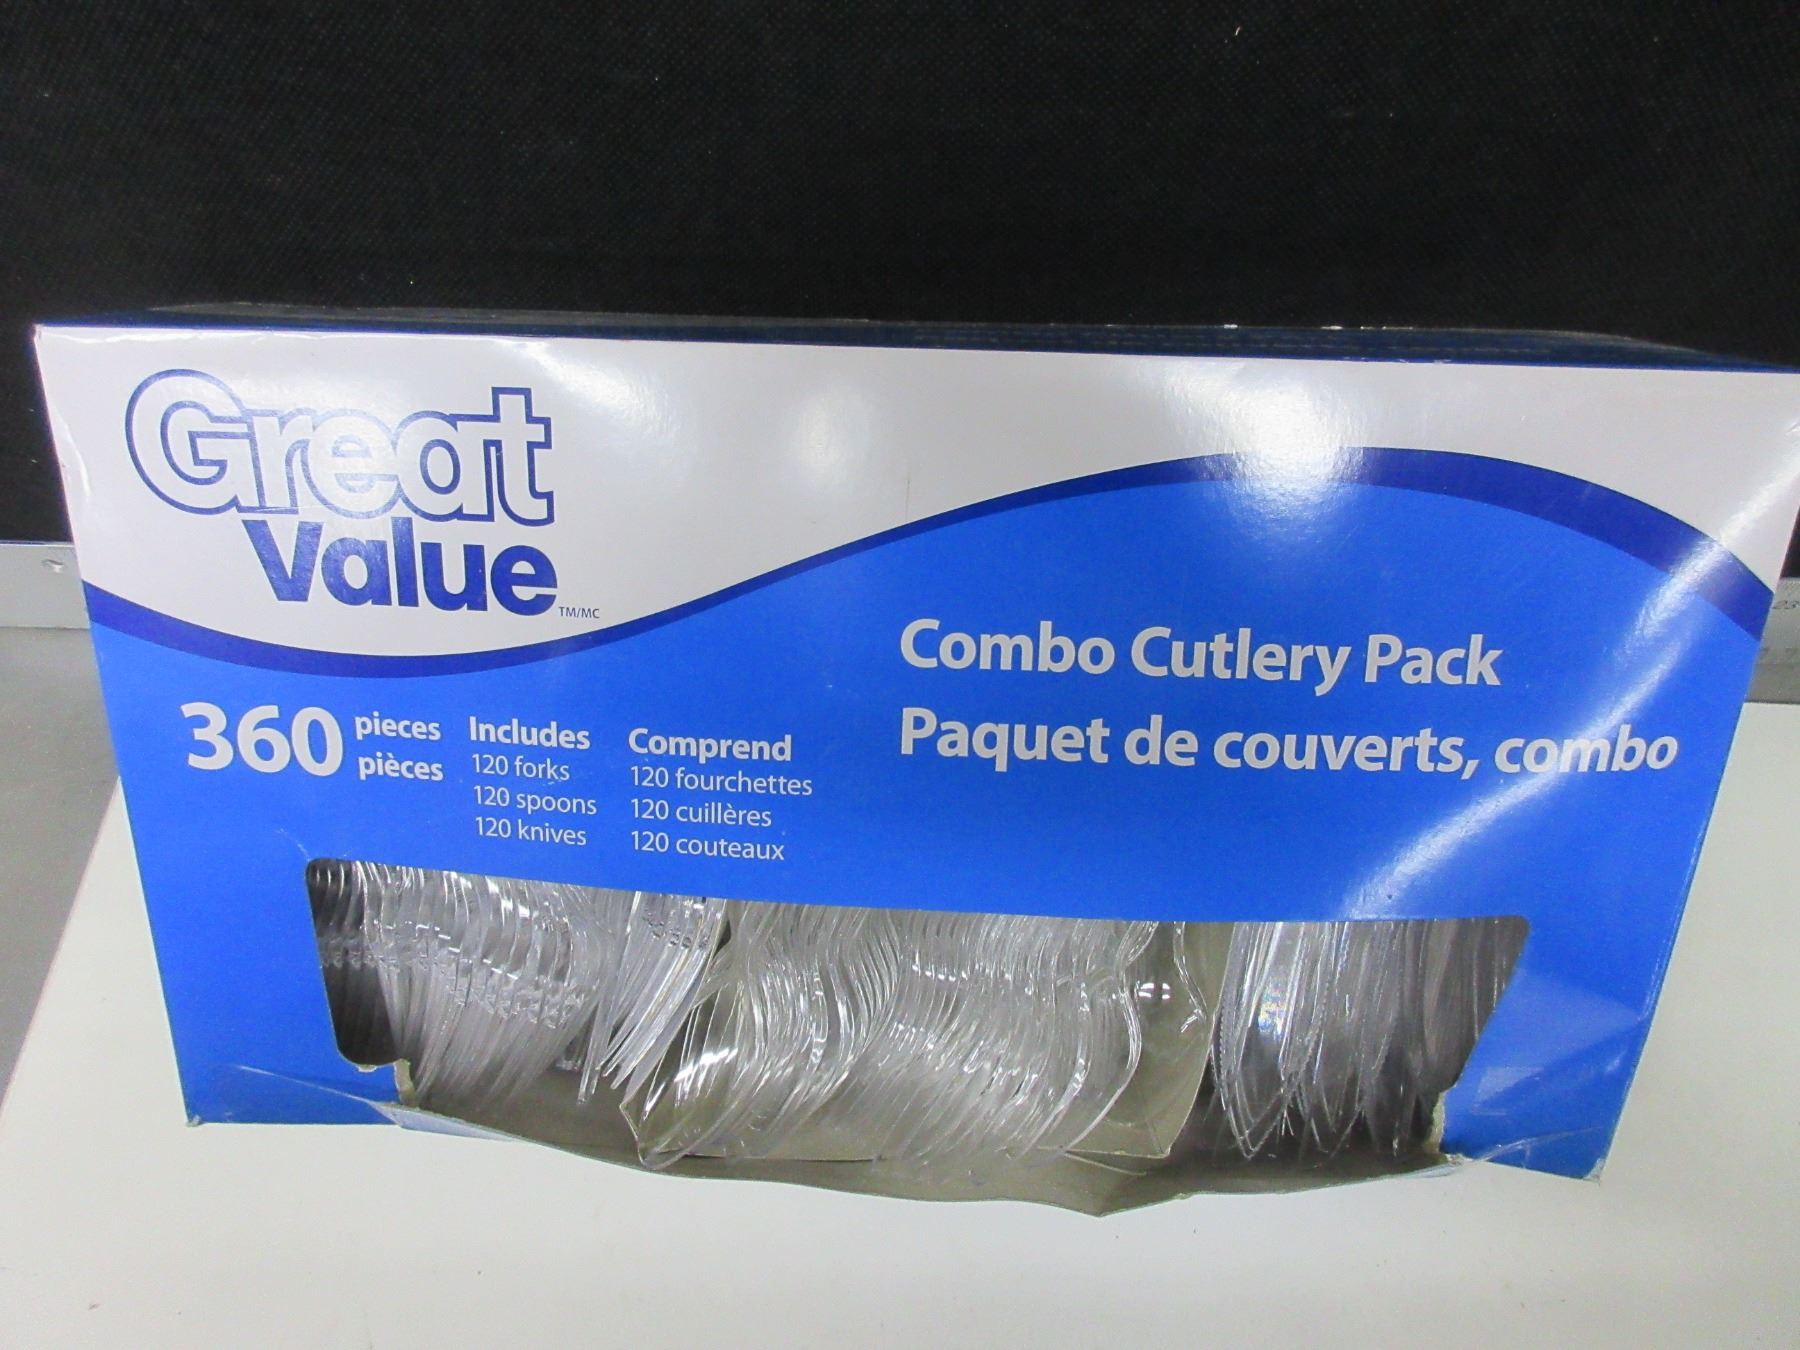 Great
Value
TM/MC
Combo Cutlery Pack
Paquet de couverts, combo
360 pieces
pièces
Includes
120 forks
120 spoons
120 knives
Comprend
120 fourchettes
120 cuillères
120 couteaux
23